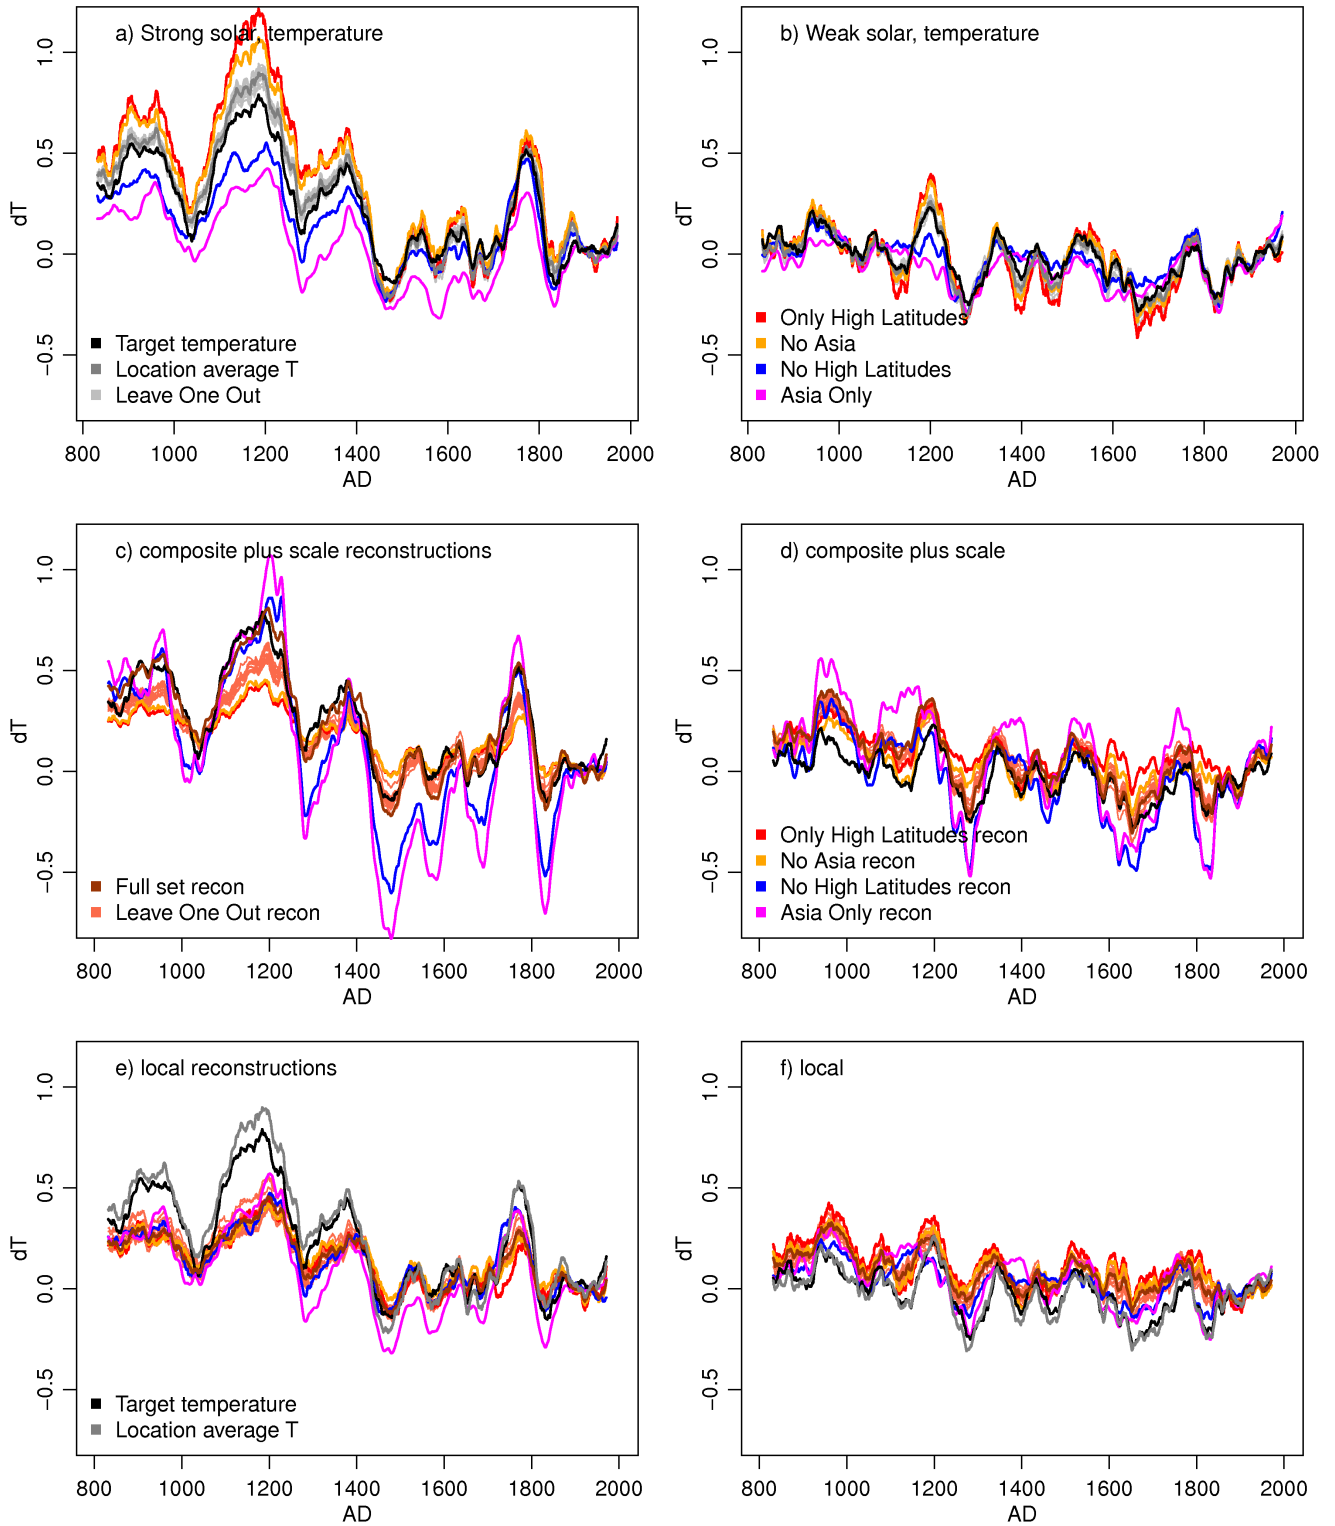 a) Strong solar, temperature
dT
1.0
0.5
0.0
−0.5
Target temperature
Location average T
Leave One Out
800 1000 1200 1400 1600 1800 2000
AD
b) Weak solar, temperature
dT
1.0
0.5
0.0
−0.5
Only High Latitudes
No Asia
No High Latitudes
Asia Only
800 1000 1200 1400 1600 1800 2000
AD
c) composite plus scale reconstructions
dT
1.0
0.5
0.0
−0.5
Full set recon
Leave One Out recon
800 1000 1200 1400 1600 1800 2000
AD
d) composite plus scale
dT
1.0
0.5
0.0
−0.5
Only High Latitudes recon
No Asia recon
No High Latitudes recon
Asia Only recon
800 1000 1200 1400 1600 1800 2000
AD
e) local reconstructions
dT
1.0
0.5
0.0
−0.5
Target temperature
Location average T
800 1000 1200 1400 1600 1800 2000
AD
f) local
dT
1.0
0.5
0.0
−0.5
800 1000 1200 1400 1600 1800 2000
AD